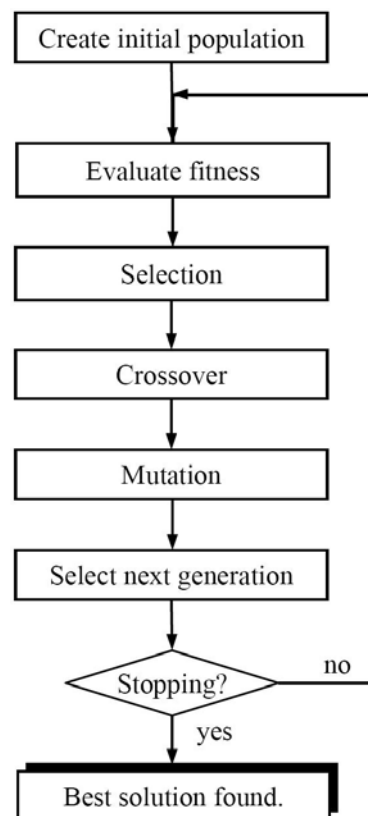 Create initial population
Evaluate fitness
Selection
Crossover
Mutation
Select next generation
Stopping?
no
yes
Best solution found.